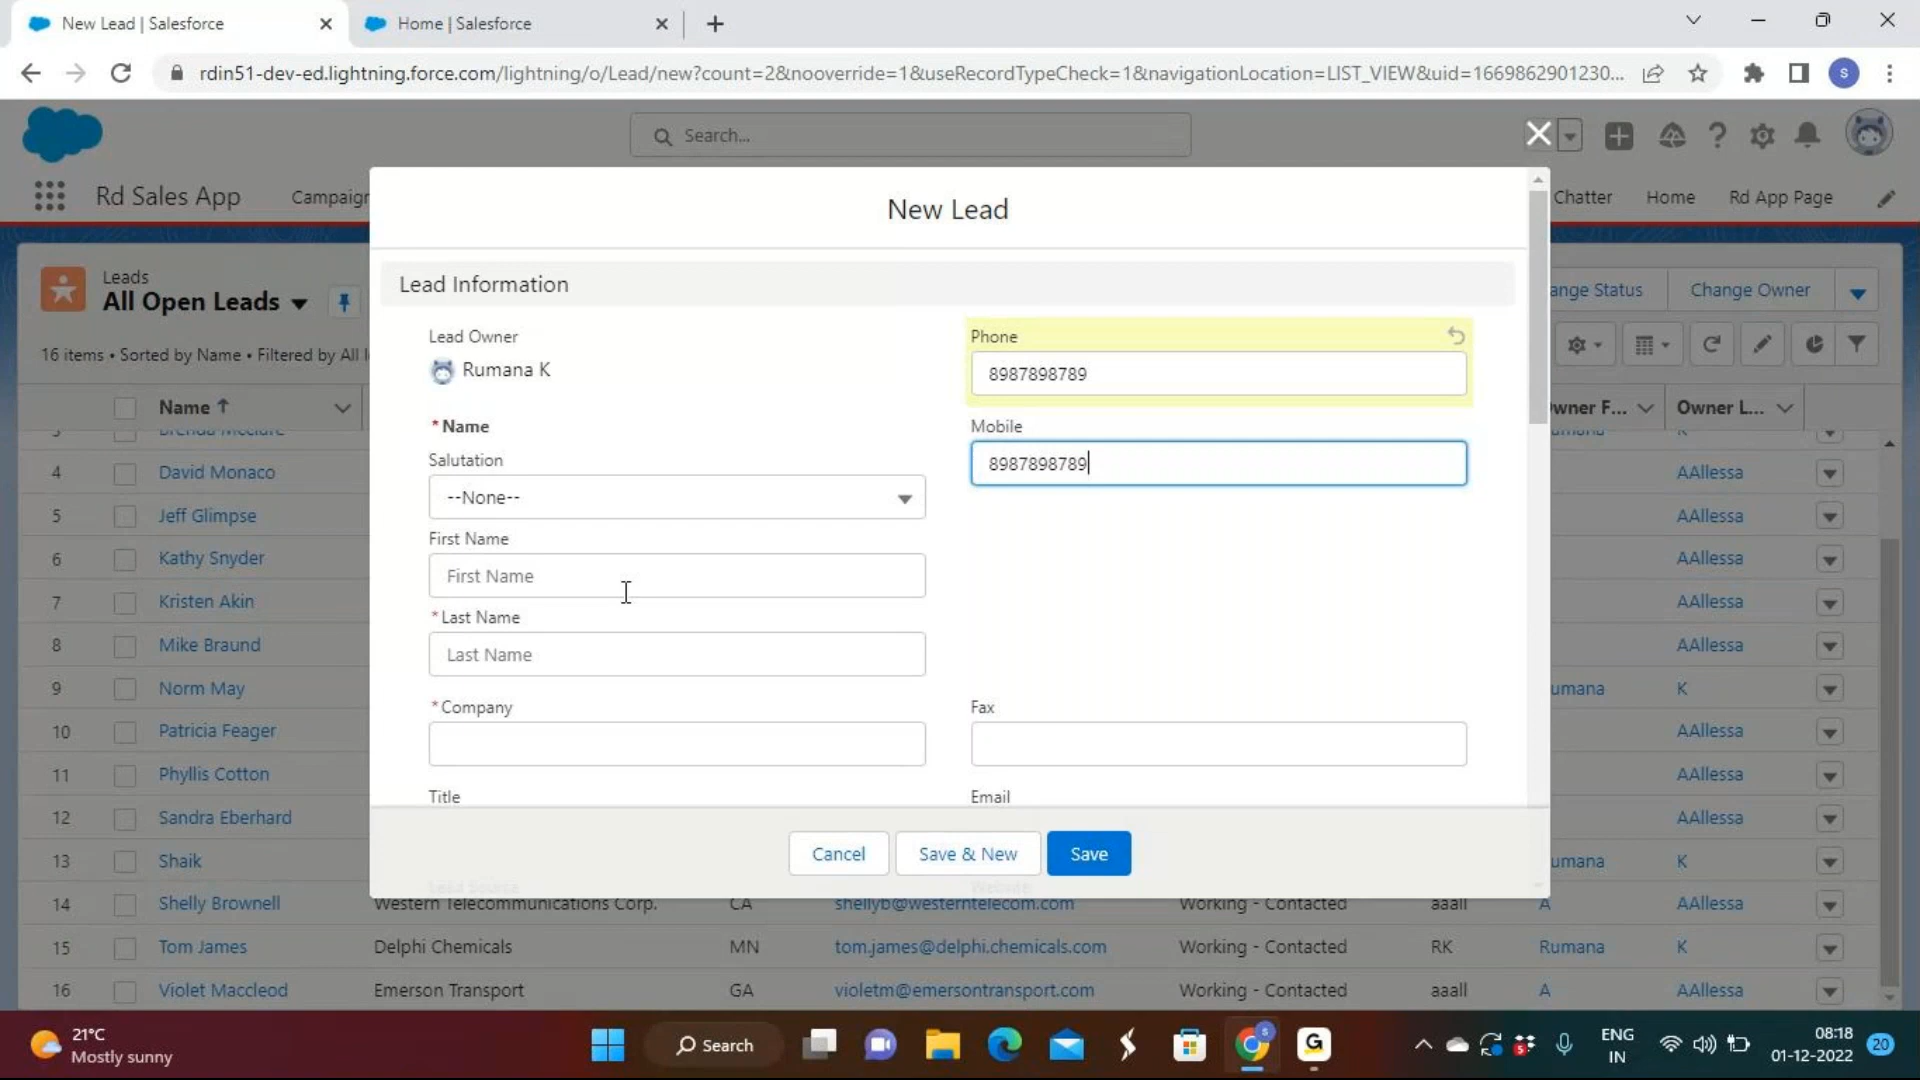 New Lead | Salesforce
Home | Salesforce
rdin51-dev-ed.lightning.force.com/lightning/o/Lead/new?count=2&nooverride=1&useRecordTypeCheck=1&navigationLocation=LIST_VIEW&uid=1669862901230...
S
Search...
Rd Sales App
Campaign
Chatter
Home
Rd App Page
New Lead
Leads
All Open Leads
ange Status
Change Owner
16 items • Sorted by Name • Filtered by All l
Lead Information
Lead Owner
Rumana K
Phone
8987898789
*Name
Mobile
8987898789
Salutation
--None--
First Name
First Name
*Last Name
Last Name
*Company
Fax
Title
Email
Cancel
Save & New
Save
Name
wner F...
Owner L...
4 David Monaco AAllessa
5 Jeff Glimpse AAllessa
6 Kathy Snyder AAllessa
7 Kristen Akin AAllessa
8 Mike Braund AAllessa
9 Norm May umana K
10 Patricia Feager AAllessa
11 Phyllis Cotton AAllessa
12 Sandra Eberhard AAllessa
13 Shaik umana K
14 Shelly Brownell Western Telecommunications Corp. CA shellyb@westerntelecom.com Working - Contacted aaall A AAllessa
15 Tom James Delphi Chemicals MN tom.james@delphi.chemicals.com Working - Contacted RK Rumana K
16 Violet Maccleod Emerson Transport GA violetm@emersontransport.com Working - Contacted aaall A AAllessa
21°C
Mostly sunny
Search
ENG
IN
08:18
01-12-2022
20